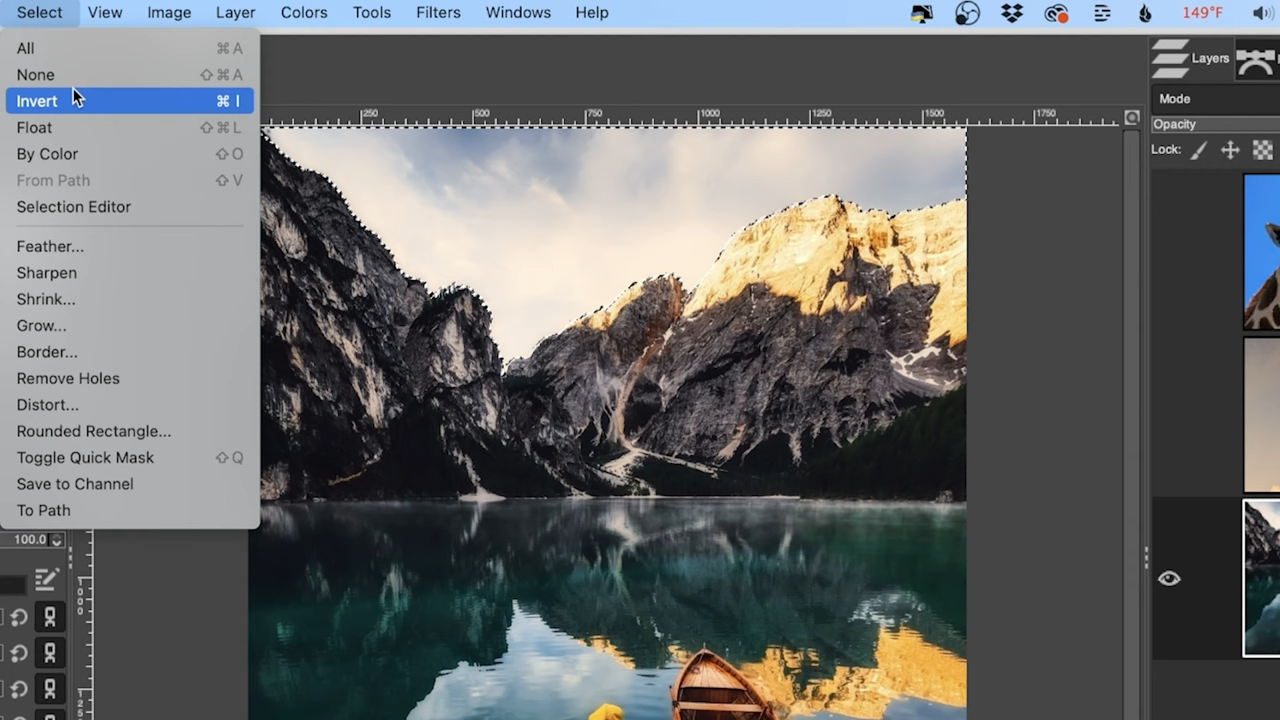 Select View Image Layer Colors Tools Filters Windows Help 149°F
All ⌘ A
None ⇧ ⌘ A
Invert ⌘ I
Float ⇧ ⌘ L
By Color ⇧ O
From Path ⇧ V
Selection Editor
Feather...
Sharpen
Shrink...
Grow...
Border...
Remove Holes
Distort...
Rounded Rectangle...
Toggle Quick Mask ⇧ Q
Save to Channel
To Path
100.0
250 500 750 1000 1250 1500 1750
Layers
Mode
Opacity
Lock: